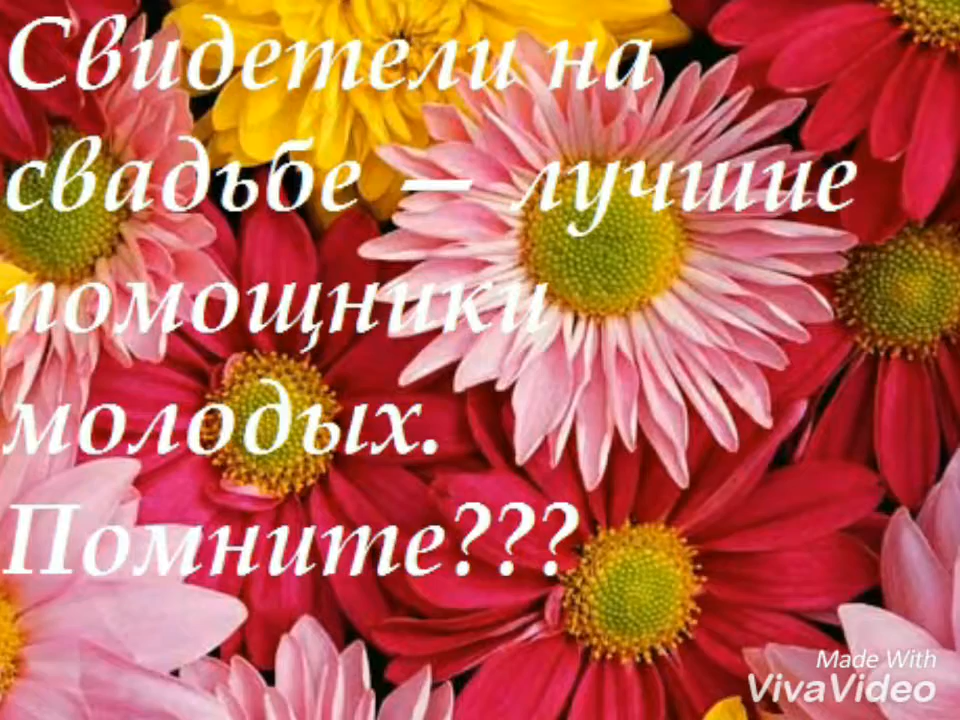 Свидетели на
свадьбе — лучшие
помощники
молодых.
Помните???
Made With
VivaVideo